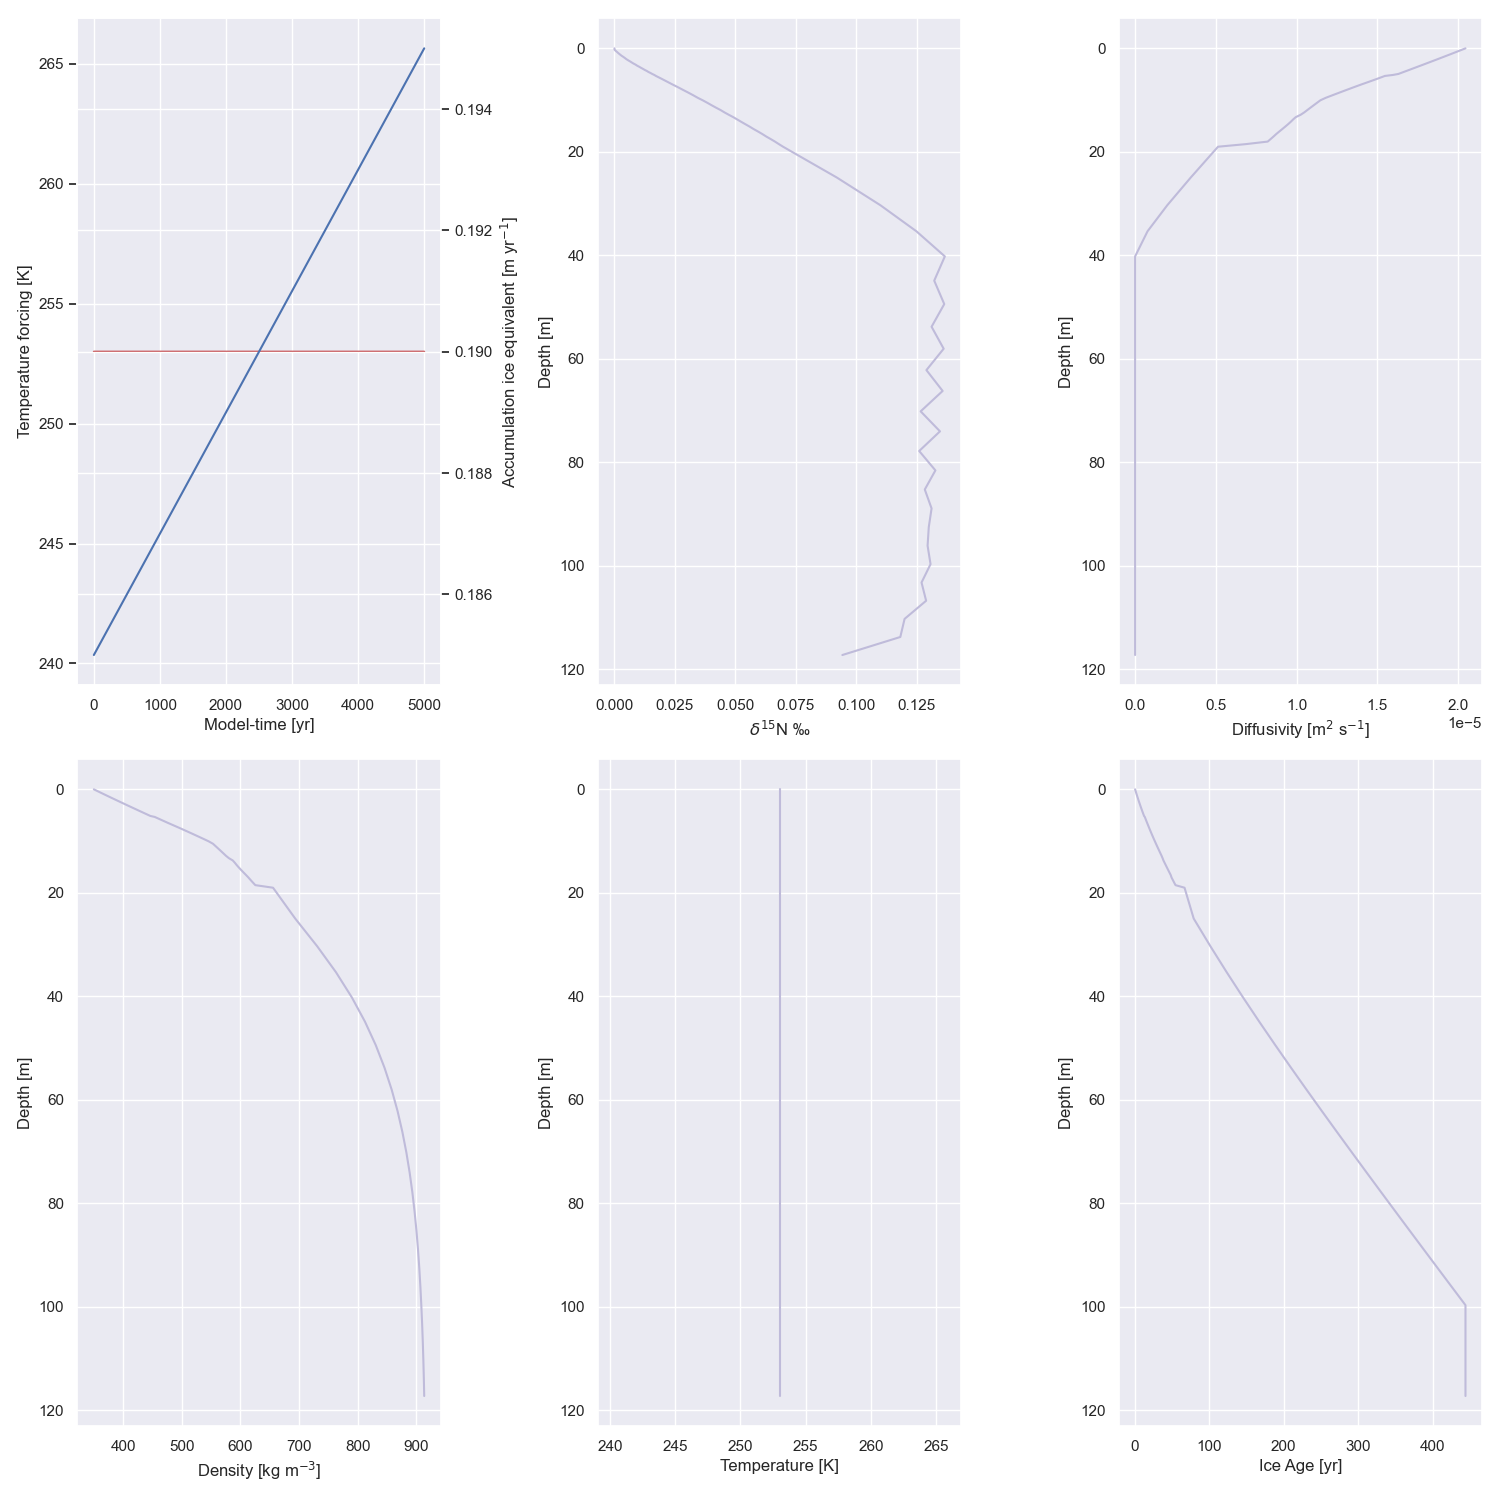 265
260
255
250
245
240
Temperature forcing [K]
0.194
0.192
0.190
0.188
0.186
Accumulation ice equivalent [m yr⁻¹]
0 1000 2000 3000 4000 5000
Model-time [yr]
0
20
40
60
80
100
120
Depth [m]
0.000 0.025 0.050 0.075 0.100 0.125
δ¹⁵N ‰
0
20
40
60
80
100
120
Depth [m]
0.0 0.5 1.0 1.5 2.0
1e−5
Diffusivity [m² s⁻¹]
0
20
40
60
80
100
120
Depth [m]
400 500 600 700 800 900
Density [kg m⁻³]
0
20
40
60
80
100
120
Depth [m]
240 245 250 255 260 265
Temperature [K]
0
20
40
60
80
100
120
Depth [m]
0 100 200 300 400
Ice Age [yr]